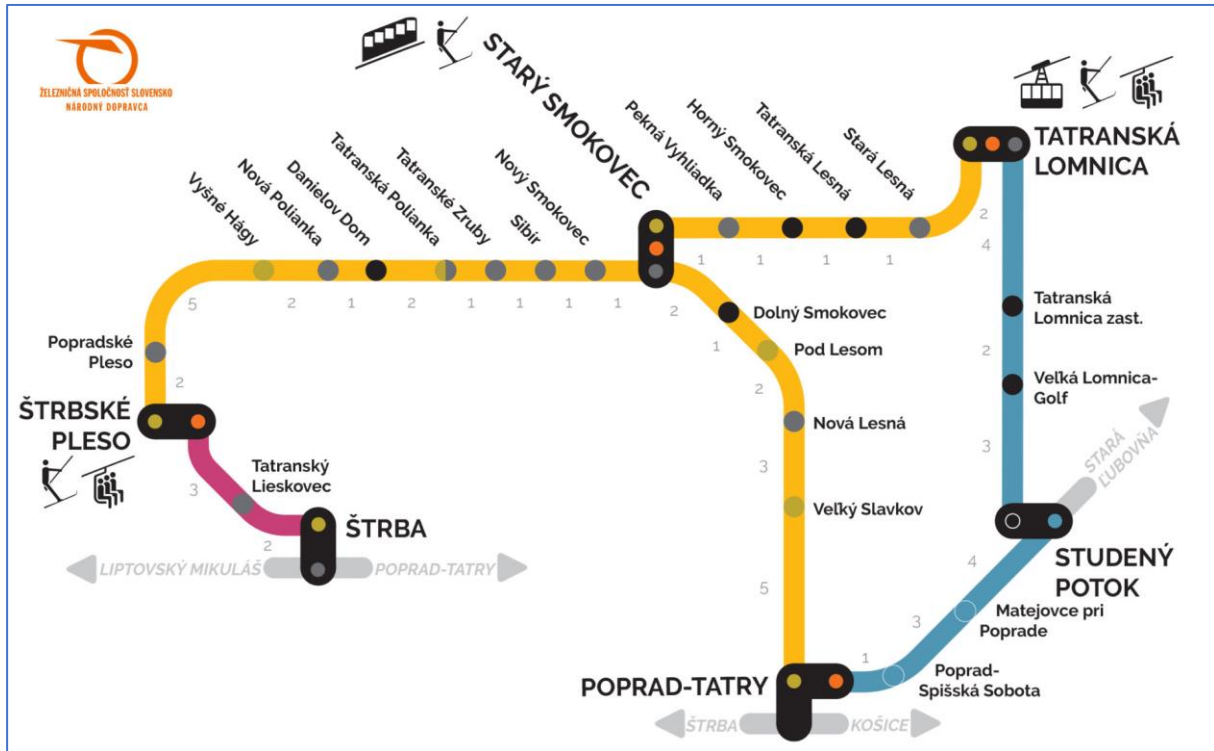 ŽELEZNIČNÁ SPOLOČNOSŤ SLOVENSKO
NÁRODNÝ DOPRAVCA
STARÝ SMOKOVEC
TATRANSKÁ
LOMNICA
Vyšné Hágy
Nová Polianka
Danielov Dom
Tatranská Polianka
Tatranské Zruby
Sibír
Nový Smokovec
Pekná Vyhliadka
Horný Smokovec
Tatranská Lesná
Stará Lesná
5
2
1
2
1
1
1
1
1
1
1
1
2
4
Popradské
Pleso
2
ŠTRBSKÉ
PLESO
3
Tatranský
Lieskovec
2
ŠTRBA
LIPTOVSKÝ MIKULÁŠ
POPRAD-TATRY
2
Dolný Smokovec
1
Pod Lesom
2
Nová Lesná
3
Veľký Slavkov
5
POPRAD-TATRY
ŠTRBA
KOŠICE
Tatranská
Lomnica zast.
2
Veľká Lomnica-
Golf
3
STARÁ
ĽUBOVŇA
STUDENÝ
POTOK
4
Matejovce pri
Poprade
3
1
Poprad-
Spišská Sobota